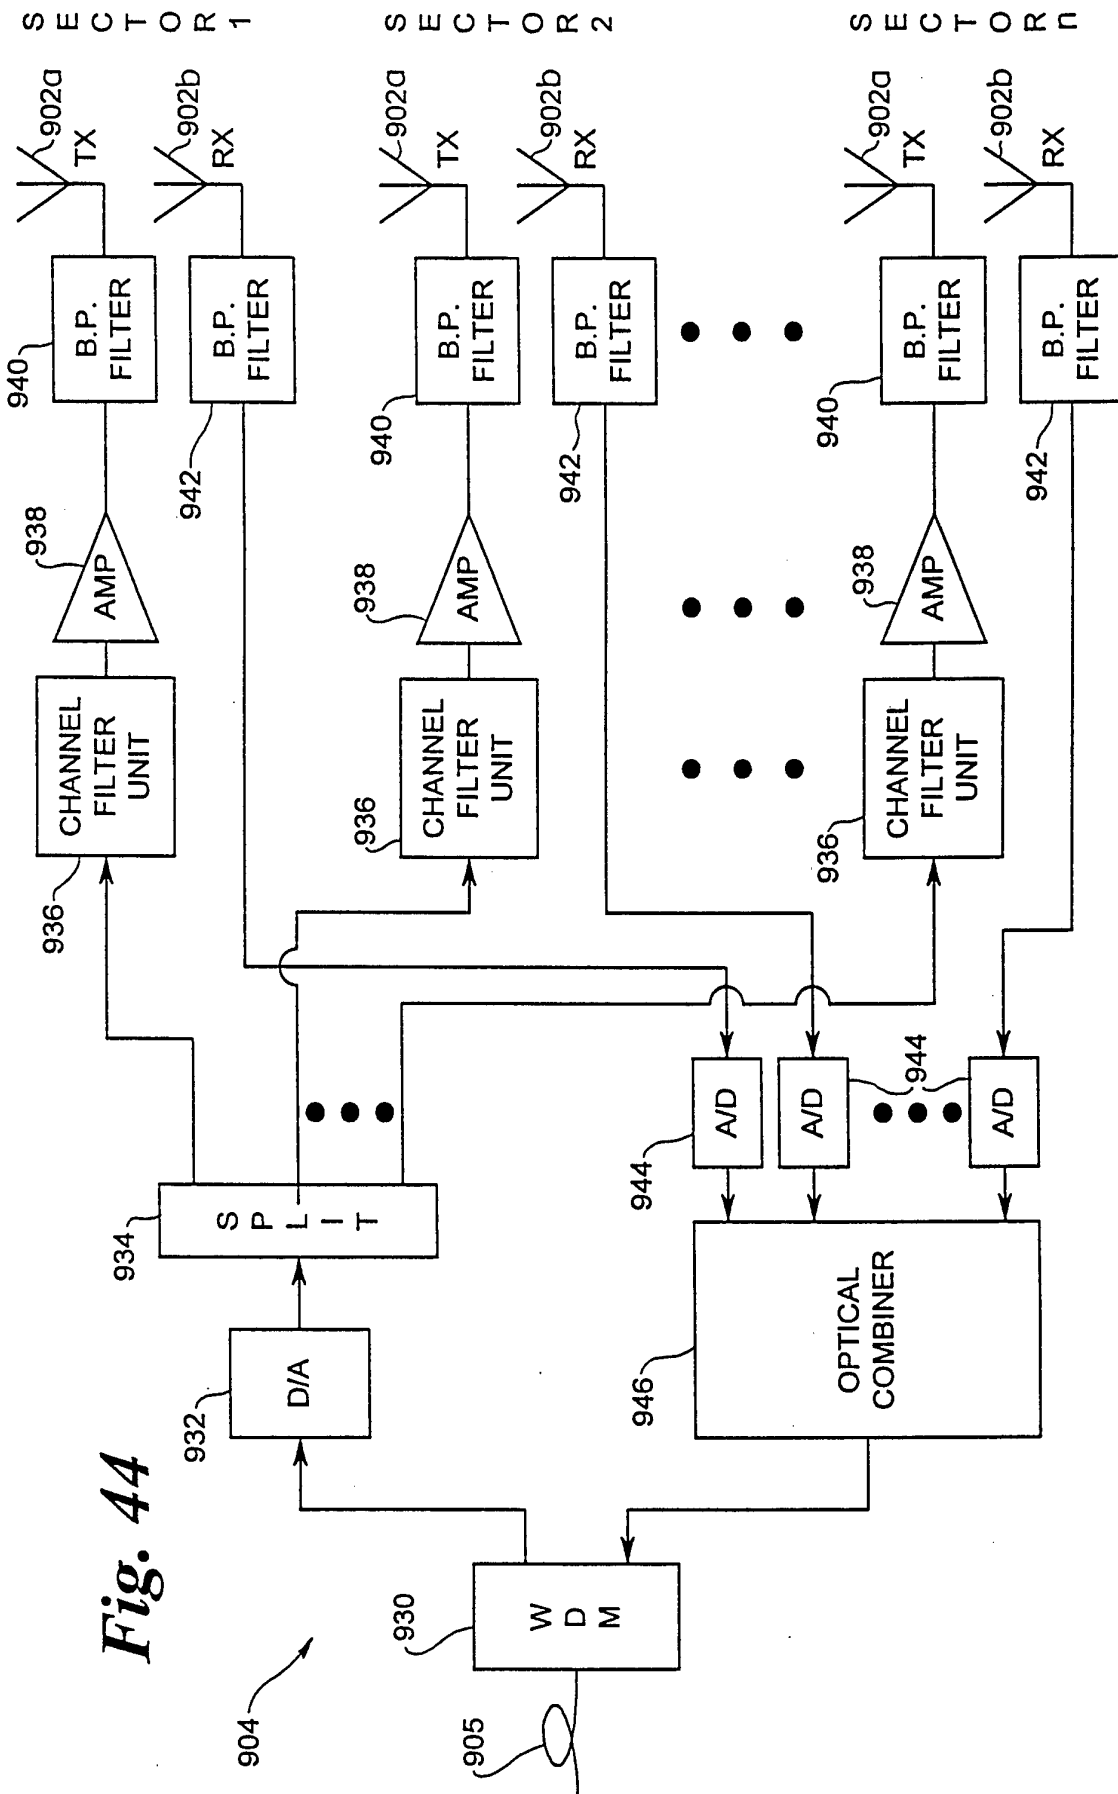 Fig. 44
904
905
930
WDM
932
D/A
934
SPLIT
936
CHANNEL
FILTER
UNIT
938
AMP
940
B.P.
FILTER
902a
TX
942
B.P.
FILTER
902b
RX
SECTOR 1
936
CHANNEL
FILTER
UNIT
938
AMP
940
B.P.
FILTER
902a
TX
942
B.P.
FILTER
902b
RX
SECTOR 2
936
CHANNEL
FILTER
UNIT
938
AMP
940
B.P.
FILTER
902a
TX
942
B.P.
FILTER
902b
RX
SECTOR n
944
A/D
A/D
944
A/D
946
OPTICAL
COMBINER